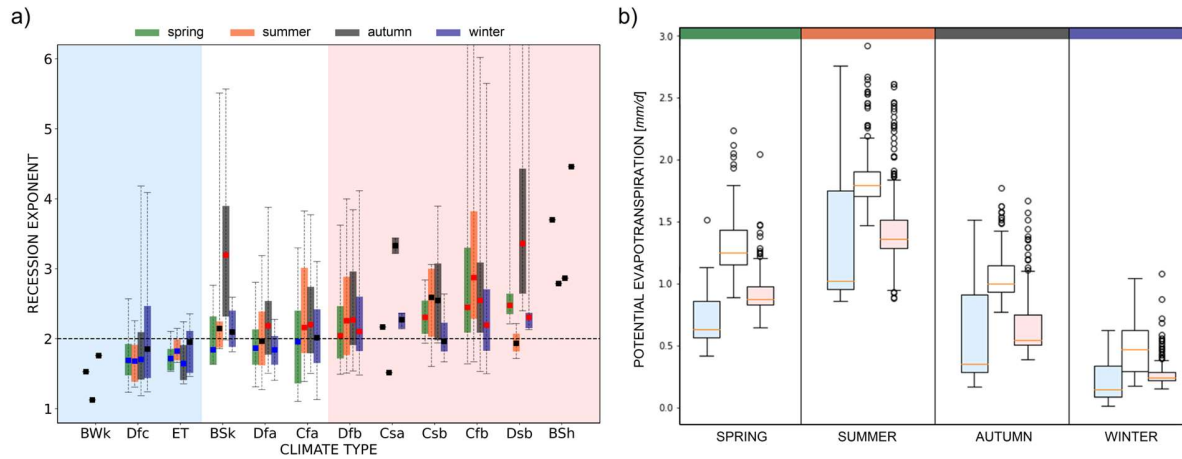 a)
spring summer autumn winter
6
5
4
3
2
1
RECESSION EXPONENT
BWk Dfc ET BSk Dfa Cfa Dfb Csa Csb Cfb Dsb BSh
CLIMATE TYPE
b)
3.0
2.5
2.0
1.5
1.0
0.5
0.0
POTENTIAL EVAPOTRANSPIRATION [mm/d]
SPRING SUMMER AUTUMN WINTER